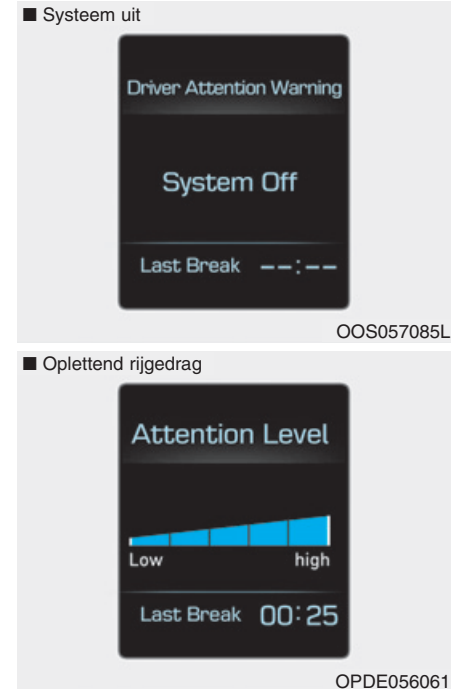 ■ Systeem uit
Driver Attention Warning
System Off
Last Break --:--
OOS057085L
■ Oplettend rijgedrag
Attention Level
Low high
Last Break 00:25
OPDE056061